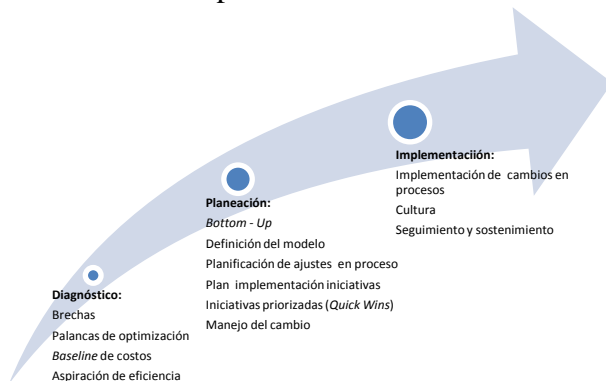 Diagnóstico:
Brechas
Palancas de optimización
Baseline de costos
Aspiración de eficiencia
Planeación:
Bottom - Up
Definición del modelo
Planificación de ajustes en proceso
Plan implementación iniciativas
Iniciativas priorizadas (Quick Wins)
Manejo del cambio
Implementaciión:
Implementación de cambios en
procesos
Cultura
Seguimiento y sostenimiento